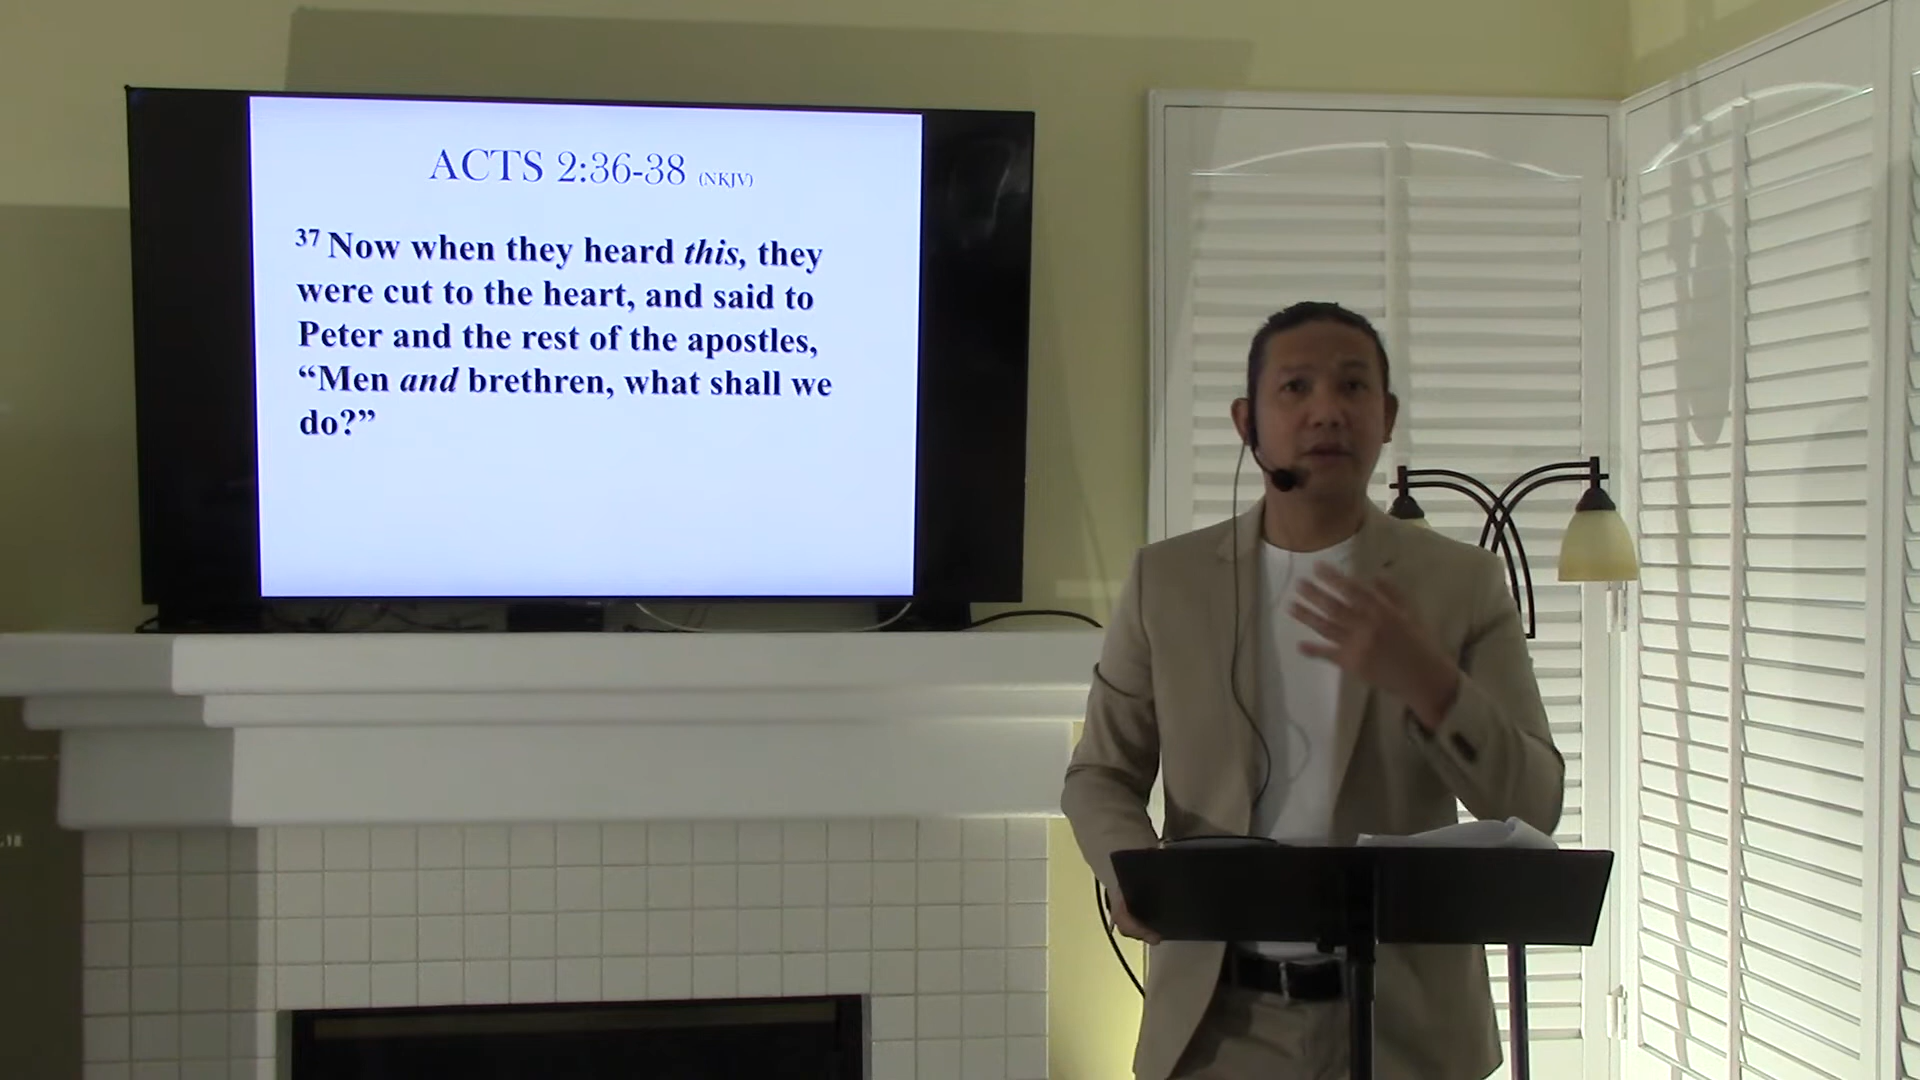 ACTS 2:36-38 (NKJV)
37 Now when they heard this, they
were cut to the heart, and said to
Peter and the rest of the apostles,
“Men and brethren, what shall we
do?”